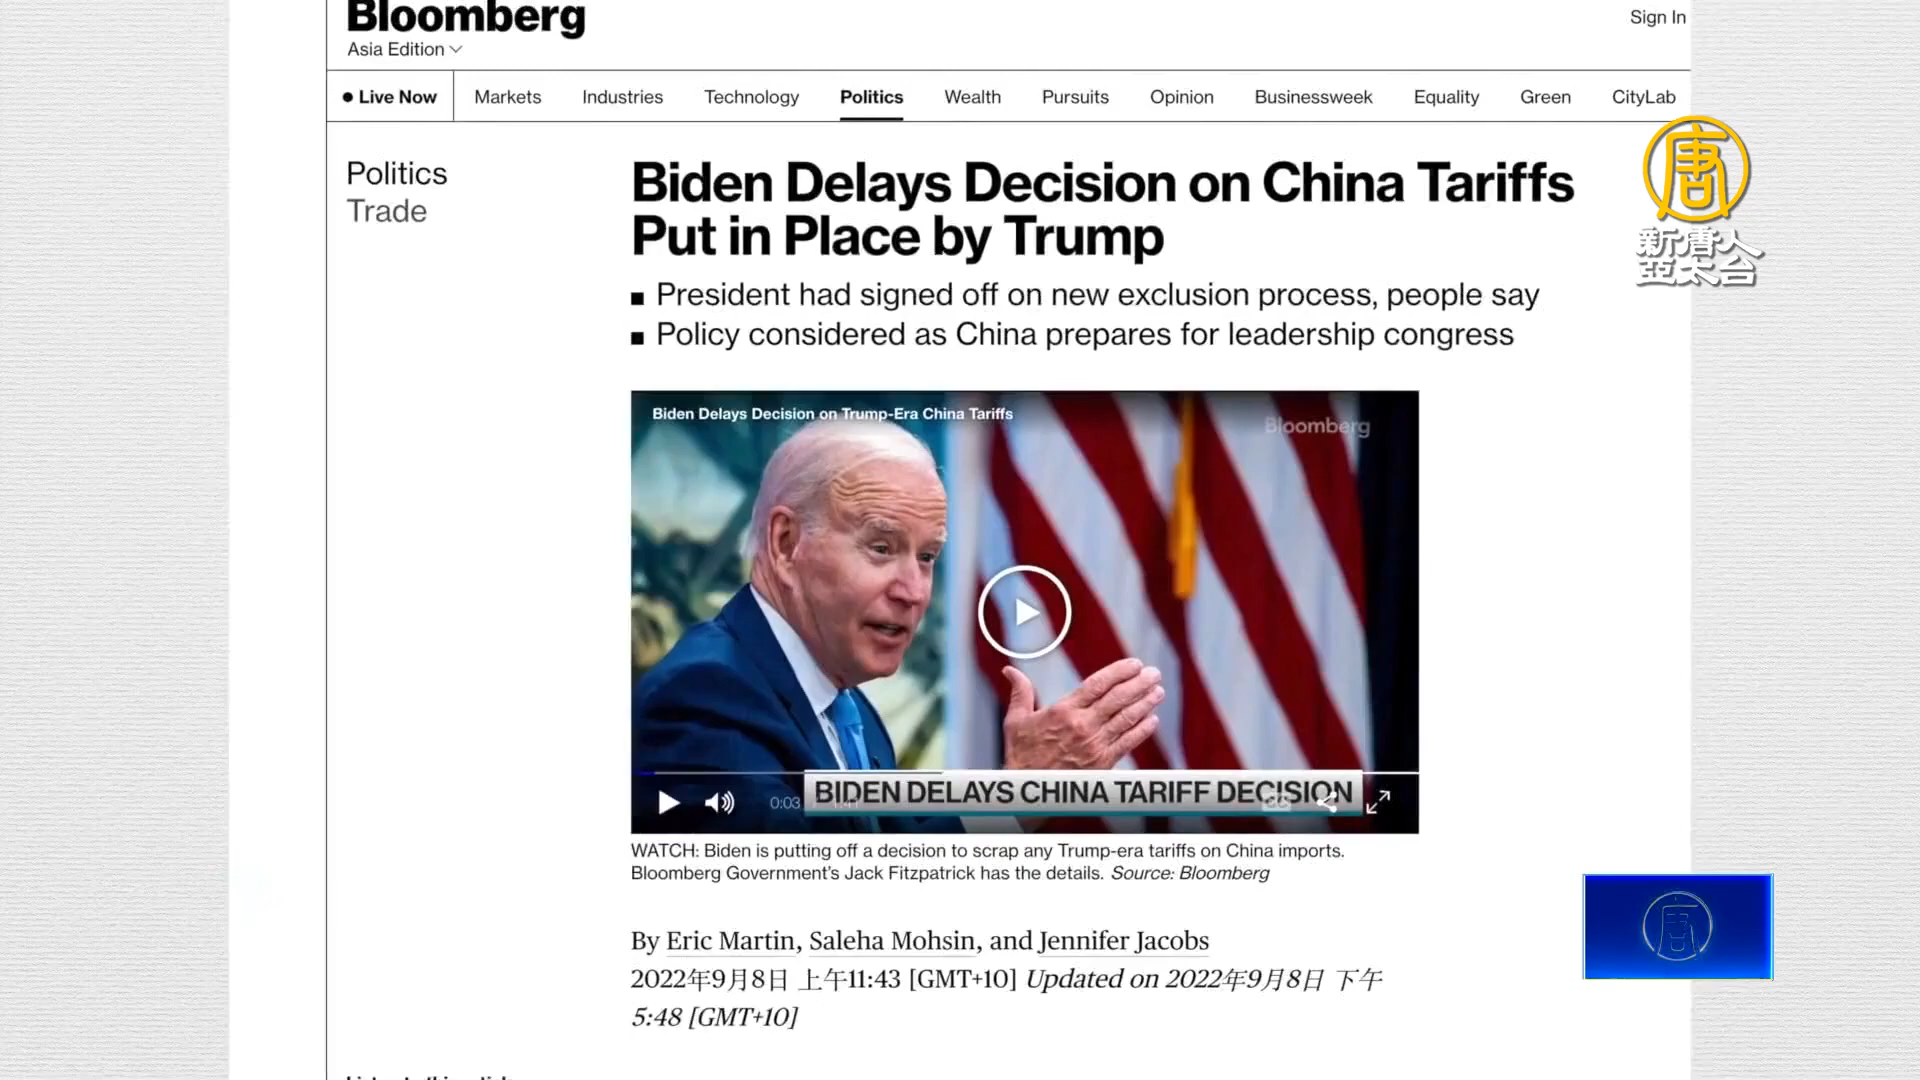 Bloomberg
Asia Edition
Sign In
Live Now
Markets
Industries
Technology
Politics
Wealth
Pursuits
Opinion
Businessweek
Equality
Green
CityLab
Politics
Trade
唐
新唐人
亞太台
Biden Delays Decision on China Tariffs
Put in Place by Trump
President had signed off on new exclusion process, people say
Policy considered as China prepares for leadership congress
Biden Delays Decision on Trump-Era China Tariffs
Bloomberg
BIDEN DELAYS CHINA TARIFF DECISION
0:03
CC
WATCH: Biden is putting off a decision to scrap any Trump-era tariffs on China imports.
Bloomberg Government’s Jack Fitzpatrick has the details. Source: Bloomberg
唐
By Eric Martin, Saleha Mohsin, and Jennifer Jacobs
2022年9月8日 上午11:43 [GMT+10] Updated on 2022年9月8日 下午
5:48 [GMT+10]